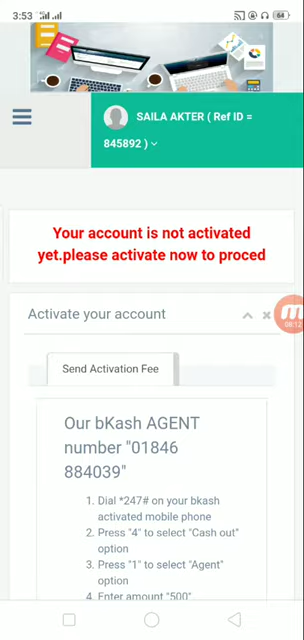 3:53
64
SAILA AKTER ( Ref ID =
845892 )
Your account is not activated
yet.please activate now to proced
Activate your account
08:12
Send Activation Fee
Our bKash AGENT
number "01846
884039"
1. Dial *247# on your bkash
activated mobile phone
2. Press "4" to select "Cash out"
option
3. Press "1" to select "Agent"
option
4. Enter amount "500"